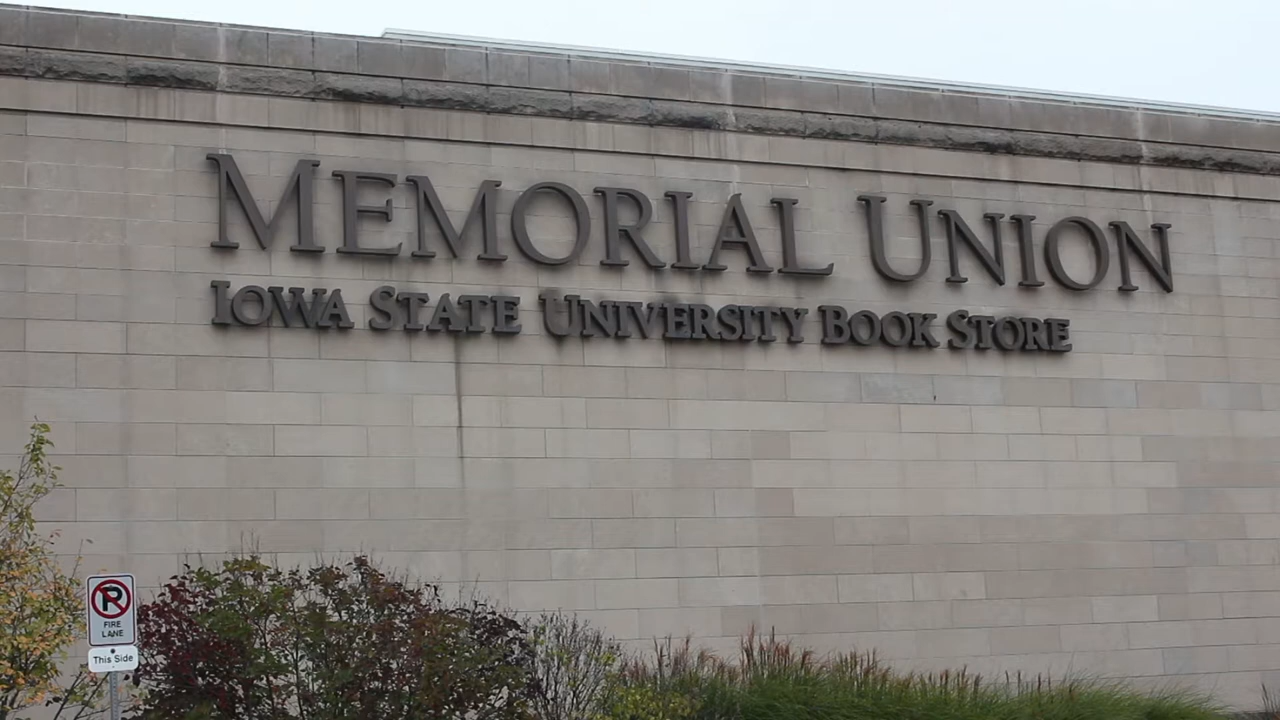 MEMORIAL UNION
IOWA STATE UNIVERSITY BOOK STORE
P
FIRE
LANE
This Side